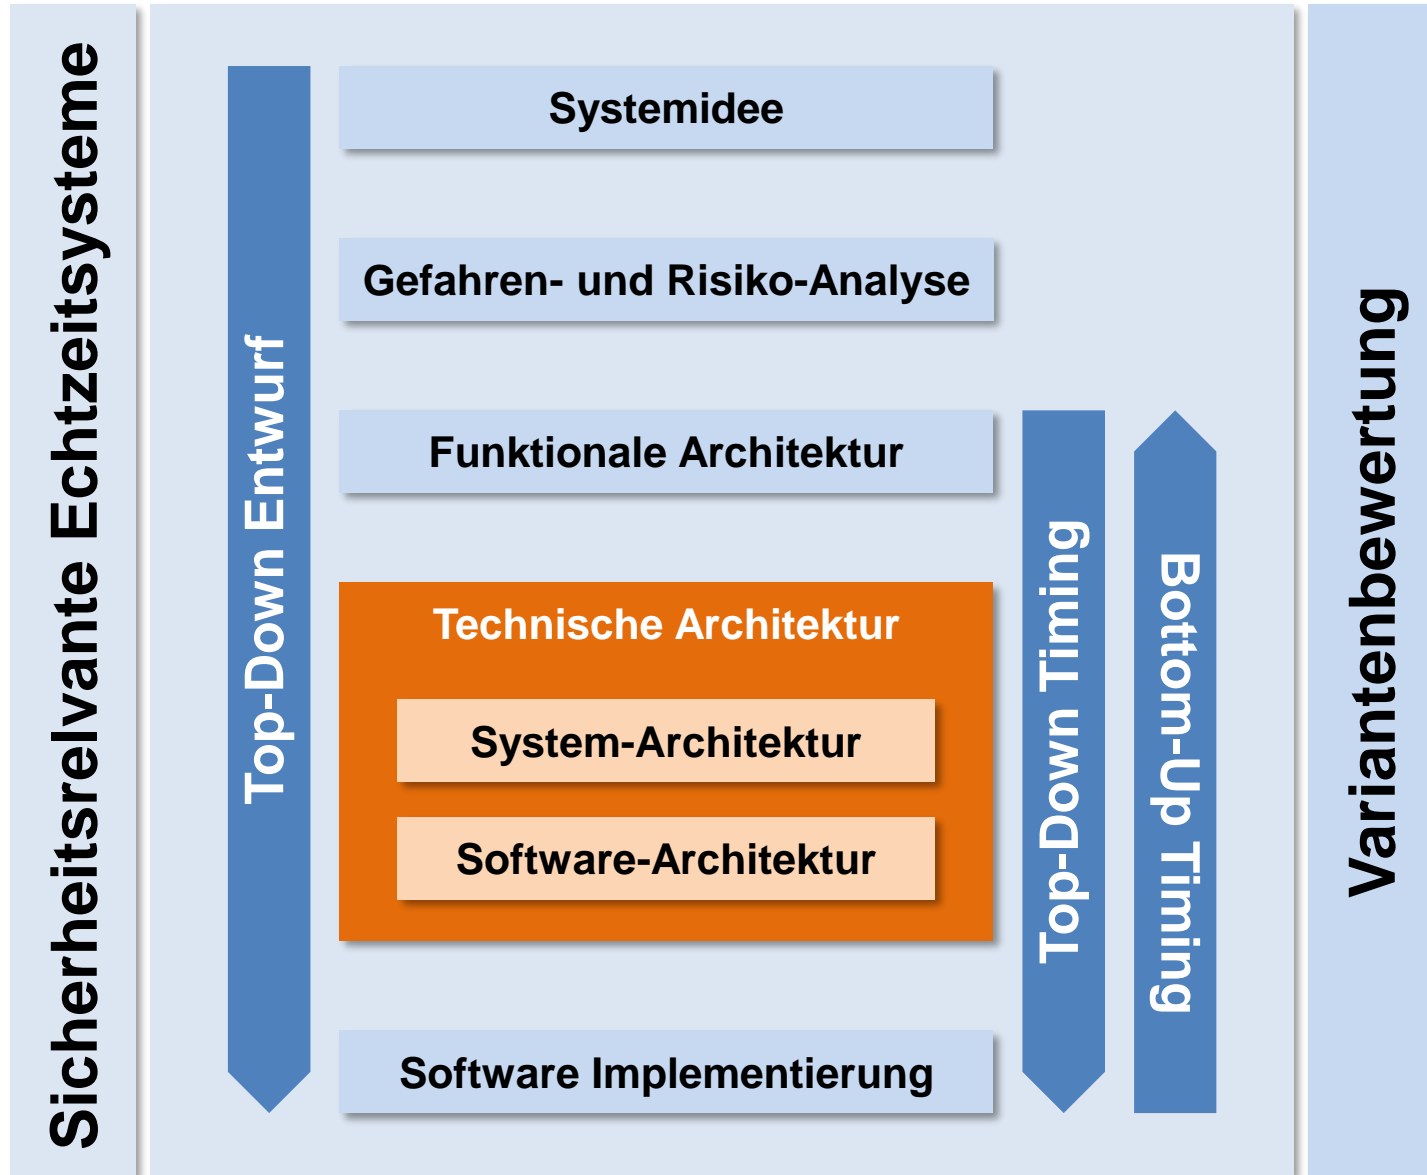 Sicherheitsrelvante Echtzeitsysteme
Top-Down Entwurf
Systemidee
Gefahren- und Risiko-Analyse
Funktionale Architektur
Technische Architektur
System-Architektur
Software-Architektur
Software Implementierung
Top-Down Timing
Bottom-Up Timing
Variantenbewertung